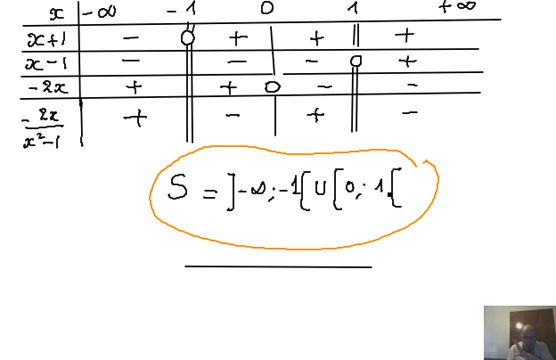 x -∞ -1 0 1 +∞
x+1 - 0 + + || +
x-1 - - - 0 +
-2x + + 0 - -
-2x/x²-1 + || - + || -
S = ]-∞;-1[ U [0; 1[